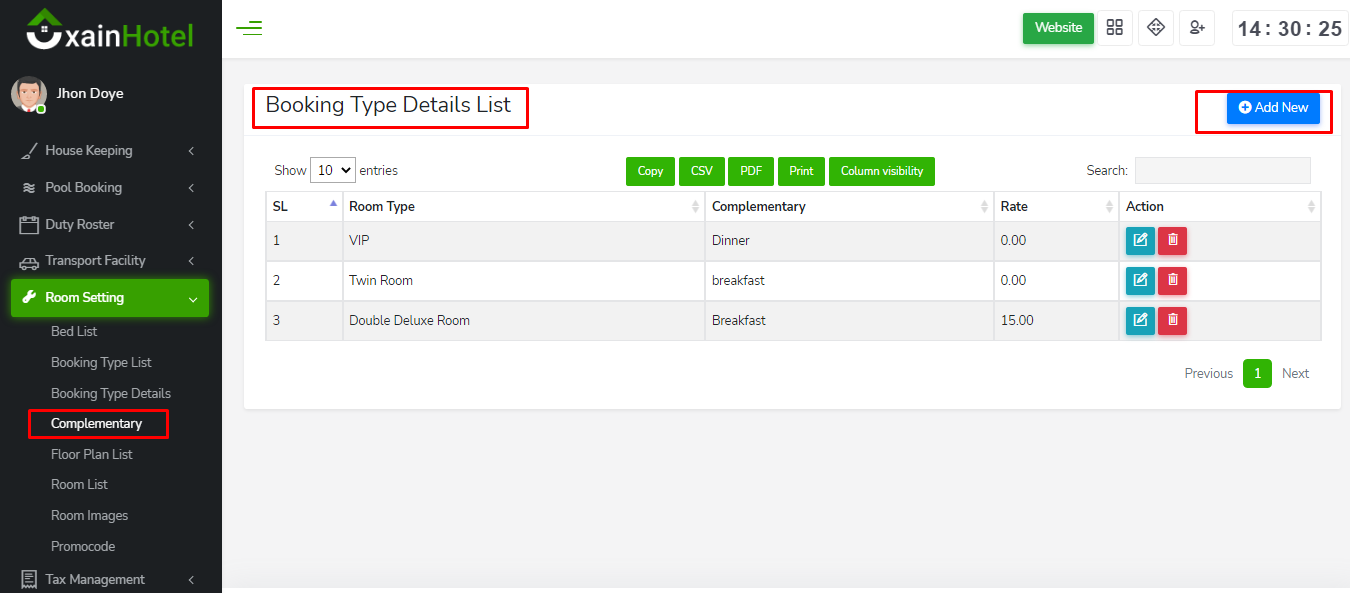 xainHotel
Website
14 : 30 : 25
Jhon Doye
House Keeping
Pool Booking
Duty Roster
Transport Facility
Room Setting
Bed List
Booking Type List
Booking Type Details
Complementary
Floor Plan List
Room List
Room Images
Promocode
Tax Management
Booking Type Details List
Add New
Show 10 entries
Copy CSV PDF Print Column visibility
Search:
SL Room Type Complementary Rate Action
1 VIP Dinner 0.00
2 Twin Room breakfast 0.00
3 Double Deluxe Room Breakfast 15.00
Previous 1 Next